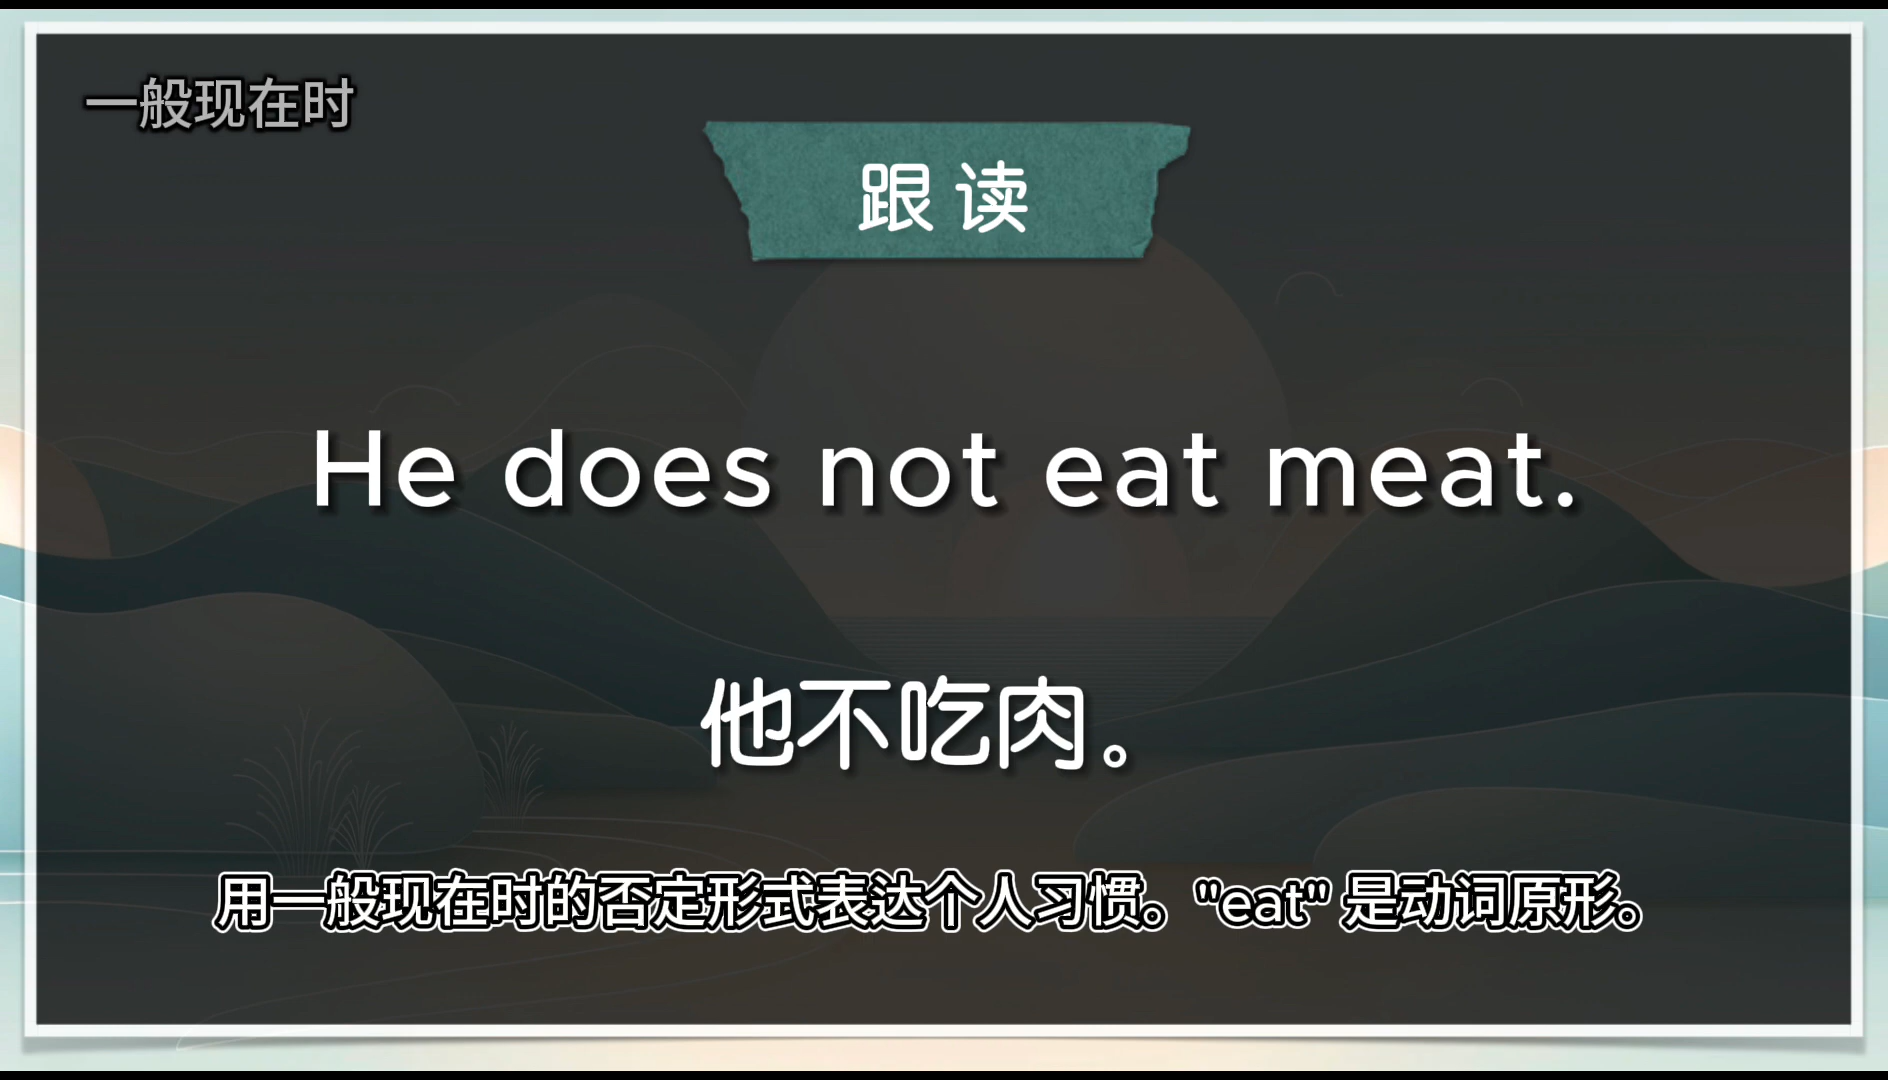 一般现在时
跟读
He does not eat meat.
他不吃肉。
用一般现在时的否定形式表达个人习惯。"eat" 是动词原形。